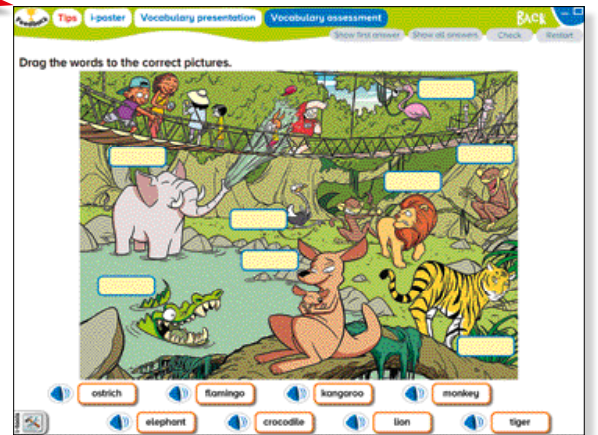 Feedback Tips i-poster Vocabulary presentation Vocabulary assessment BACK
Show first answer Show all answers Check Restart
Drag the words to the correct pictures.
ostrich flamingo kangaroo monkey
elephant crocodile lion tiger